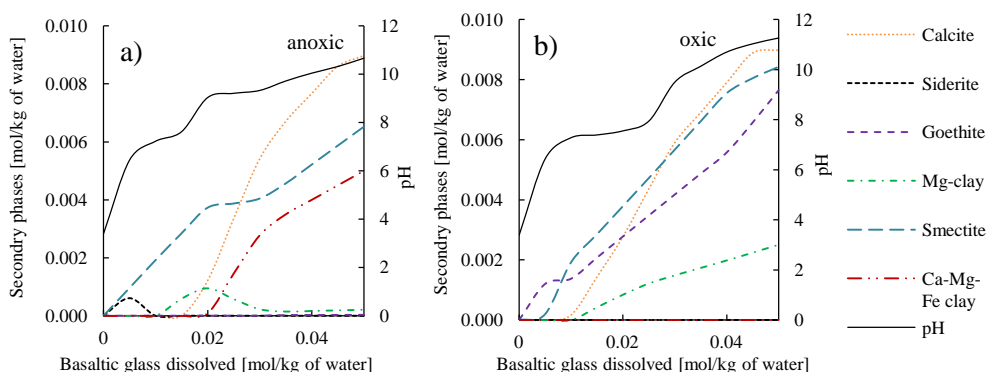 a)
anoxic
Secondry phases [mol/kg of water]
0.010
0.008
0.006
0.004
0.002
0.000
12
10
8
6
4
2
0
pH
0
0.02
0.04
Basaltic glass dissolved [mol/kg of water]
b)
oxic
Secondry phases [mol/kg of water]
0.010
0.008
0.006
0.004
0.002
0.000
12
10
8
6
4
2
0
pH
0
0.02
0.04
Basaltic glass dissolved [mol/kg of water]
Calcite
Siderite
Goethite
Mg-clay
Smectite
Ca-Mg-
Fe clay
pH